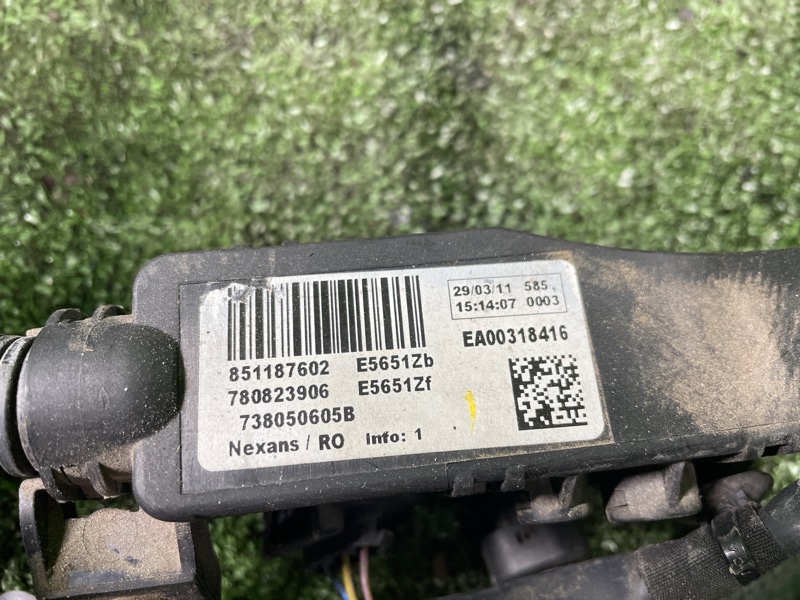 29/03/11 585
15:14:07 0003
EA00318416
851187602 E5651Zb
780823906 E5651Zf
738050605B
Nexans / RO Info: 1